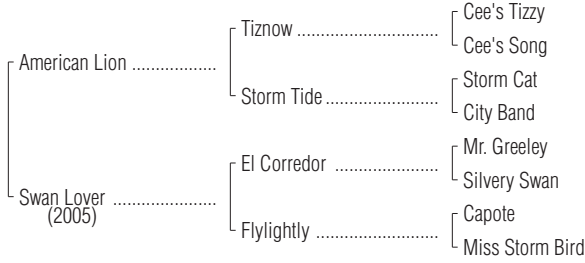 Cee's Tizzy
Tiznow ..................................
Cee's Song
American Lion ....................
Storm Cat
Storm Tide ...........................
City Band
Mr. Greeley
El Corredor .........................
Silvery Swan
Swan Lover ........................
(2005)
Capote
Flylightly .............................
Miss Storm Bird